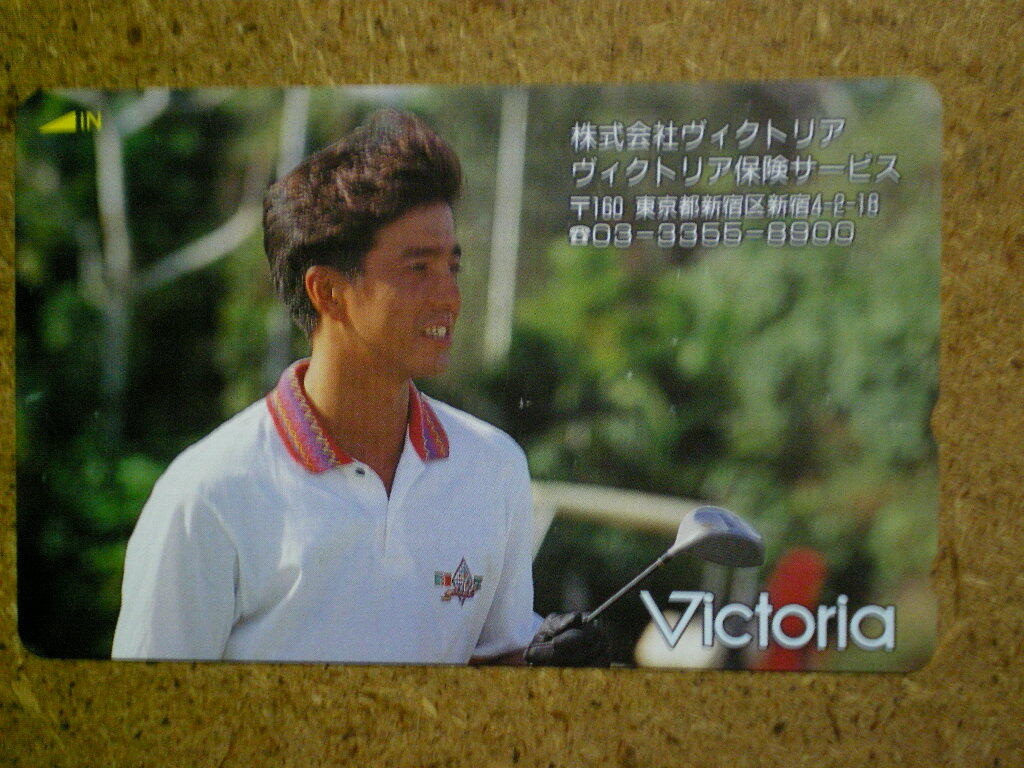 IN
株式会社ヴィクトリア
ヴィクトリア保険サービス
〒160 東京都新宿区新宿4-2-18
☎03-3355-8900
Victoria